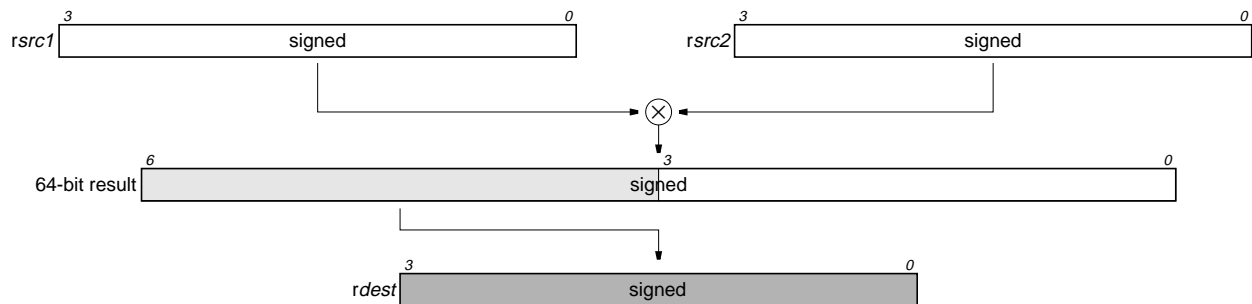 3 0 3 0
rsrc1 signed rsrc2 signed
6 3 0
64-bit result signed
3 0
rdest signed